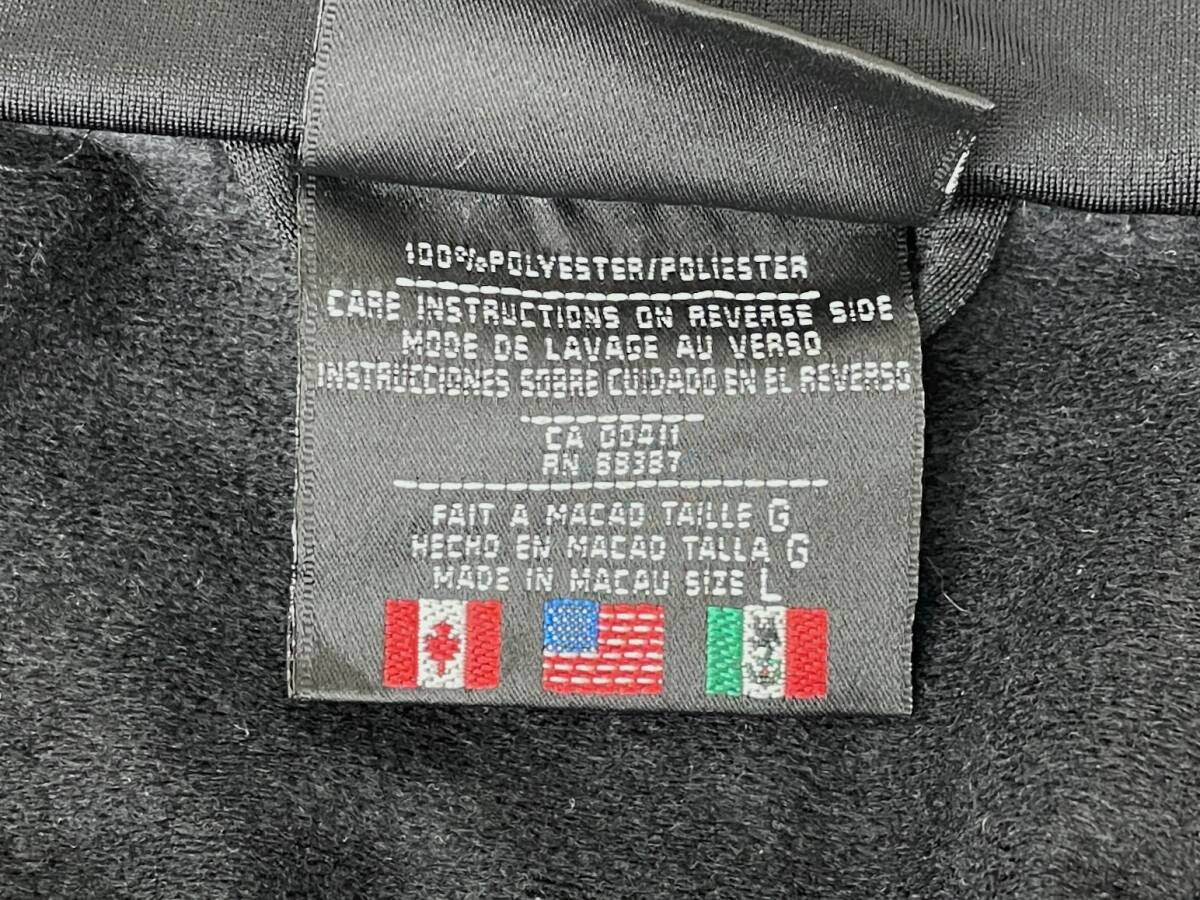 100% POLYESTER/POLIESTER
CARE INSTRUCTIONS ON REVERSE SIDE
MODE DE LAVAGE AU VERSO
INSTRUCCIONES SOBRE CUIDADO EN EL REVERSO
CA 00411
RN 88387
FAIT A MACAO TAILLE G
HECHO EN MACAO TALLA G
MADE IN MACAU SIZE L